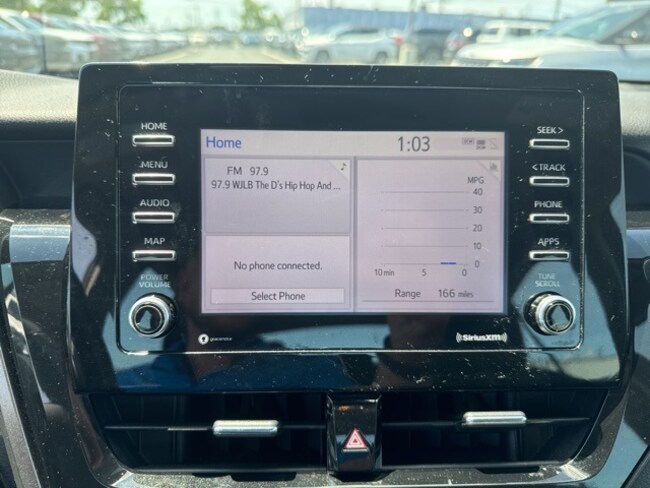 HOME
MENU
AUDIO
MAP
POWER
VOLUME
Home
1:03
FM 97.9
97.9 WJLB The D's Hip Hop And ...
No phone connected.
Select Phone
MPG
40
30
20
10
0
10 min 5 0
Range 166 miles
SEEK >
< TRACK
PHONE
APPS
TUNE
SCROLL
gracenote
SiriusXM